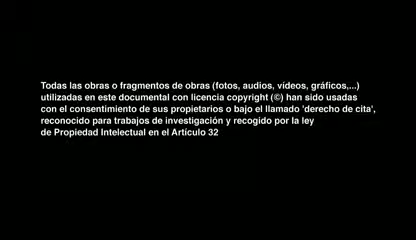 Todas las obras o fragmentos de obras (fotos, audios, vídeos, gráficos,...)
utilizadas en este documental con licencia copyright (©) han sido usadas
con el consentimiento de sus propietarios o bajo el llamado 'derecho de cita',
reconocido para trabajos de investigación y recogido por la ley
de Propiedad Intelectual en el Artículo 32